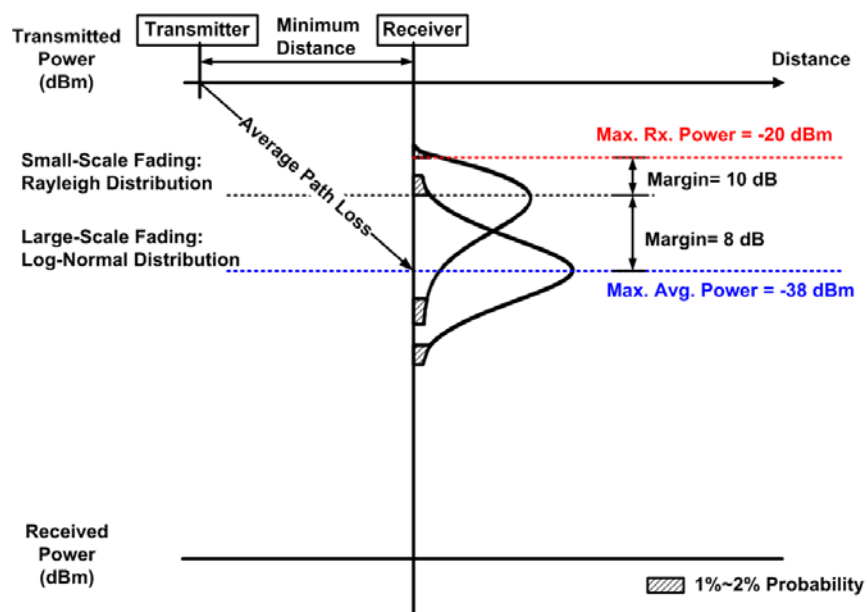 Transmitted
Power
(dBm)
Transmitter
Minimum
Distance
Receiver
Distance
Average Path Loss
Max. Rx. Power = -20 dBm
Small-Scale Fading:
Rayleigh Distribution
Margin= 10 dB
Large-Scale Fading:
Log-Normal Distribution
Margin= 8 dB
Max. Avg. Power = -38 dBm
Received
Power
(dBm)
1%~2% Probability